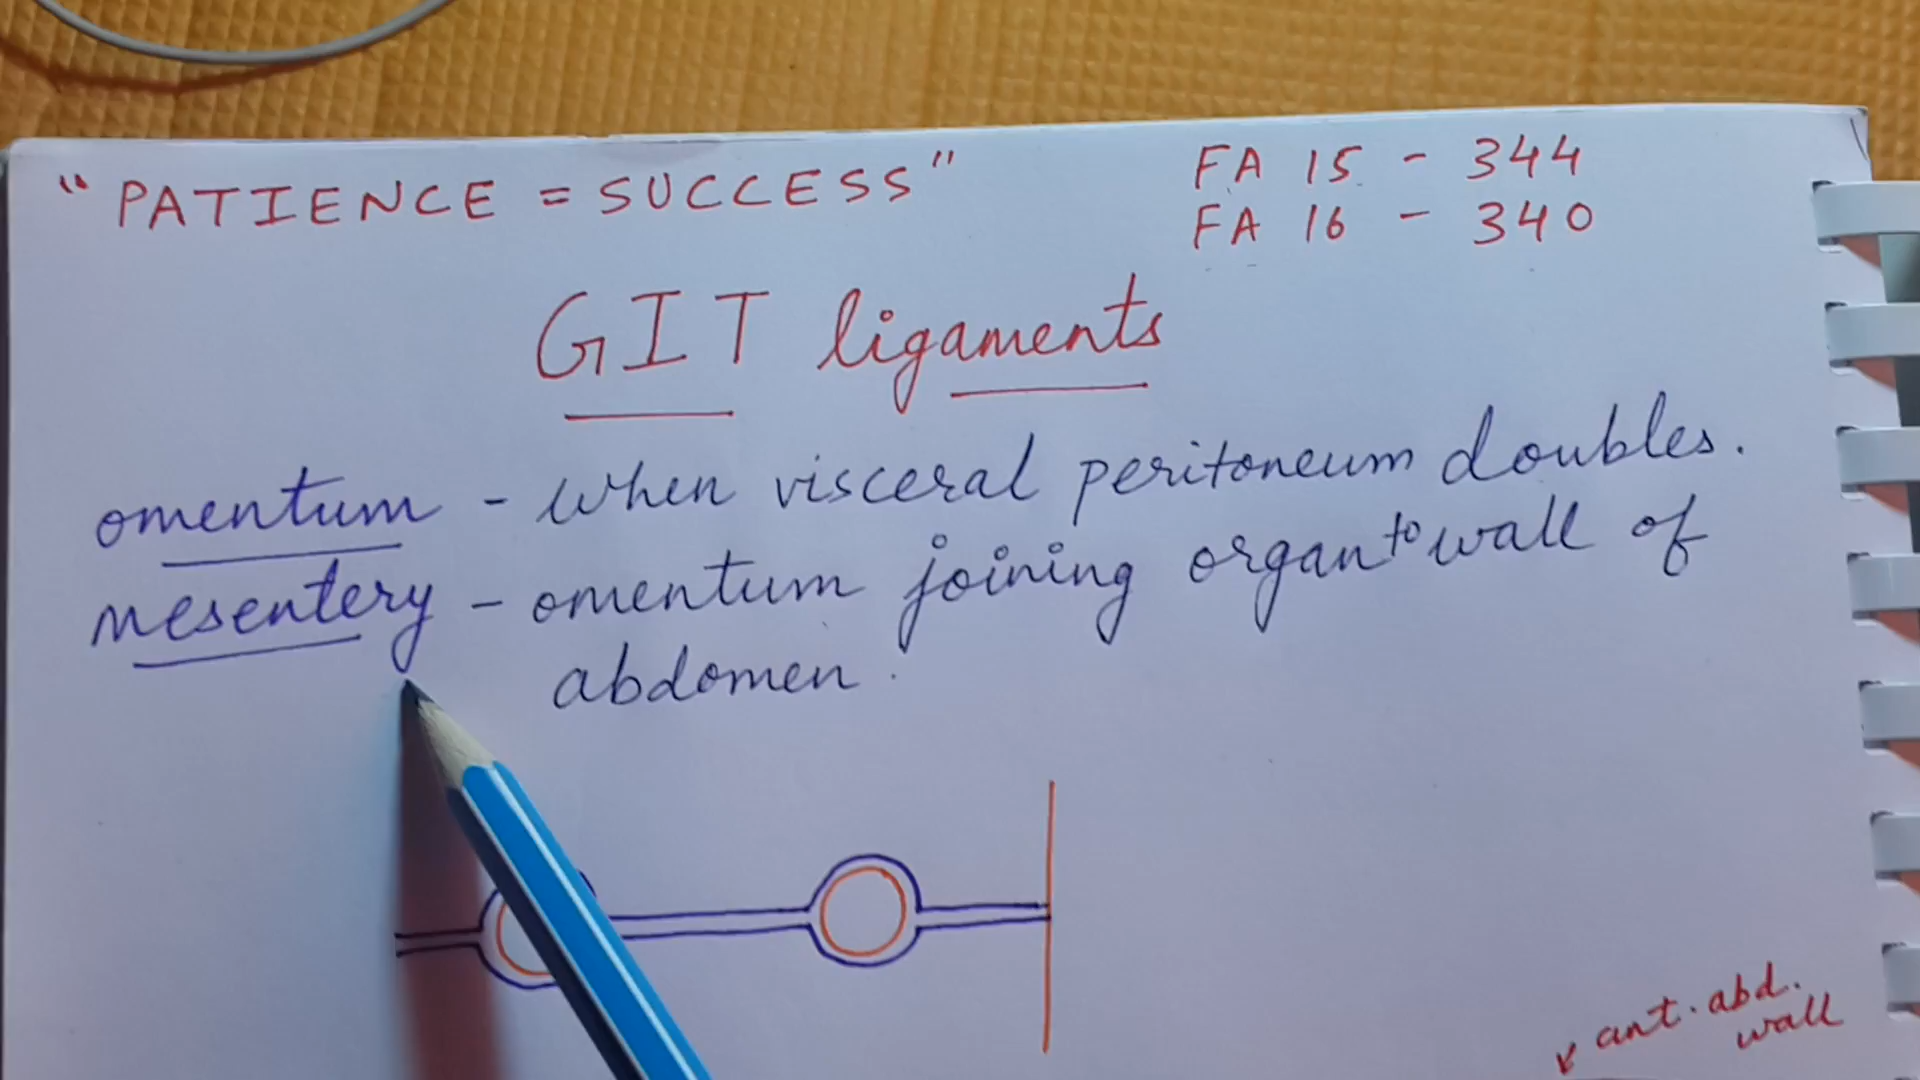 "PATIENCE = SUCCESS"
FA 15 - 344
FA 16 - 340
GIT ligaments
omentum - when visceral peritoneum doubles.
mesentery - omentum joining organ to wall of
abdomen.
ant. abd.
wall